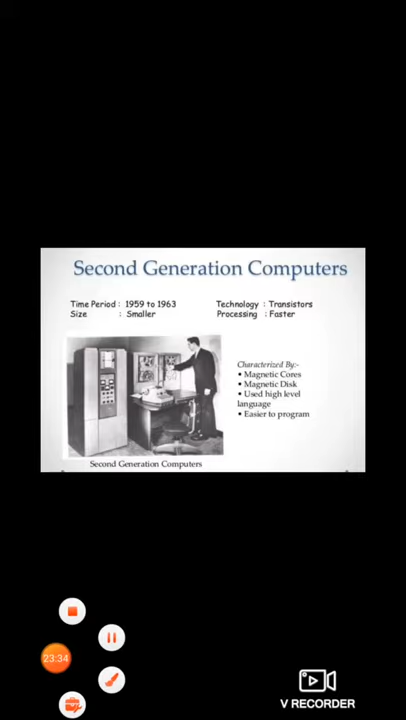 Second Generation Computers
Time Period : 1959 to 1963
Technology : Transistors
Size : Smaller
Processing : Faster
Characterized By:-
• Magnetic Cores
• Magnetic Disk
• Used high level
language
• Easier to program
Second Generation Computers
23:34
V RECORDER